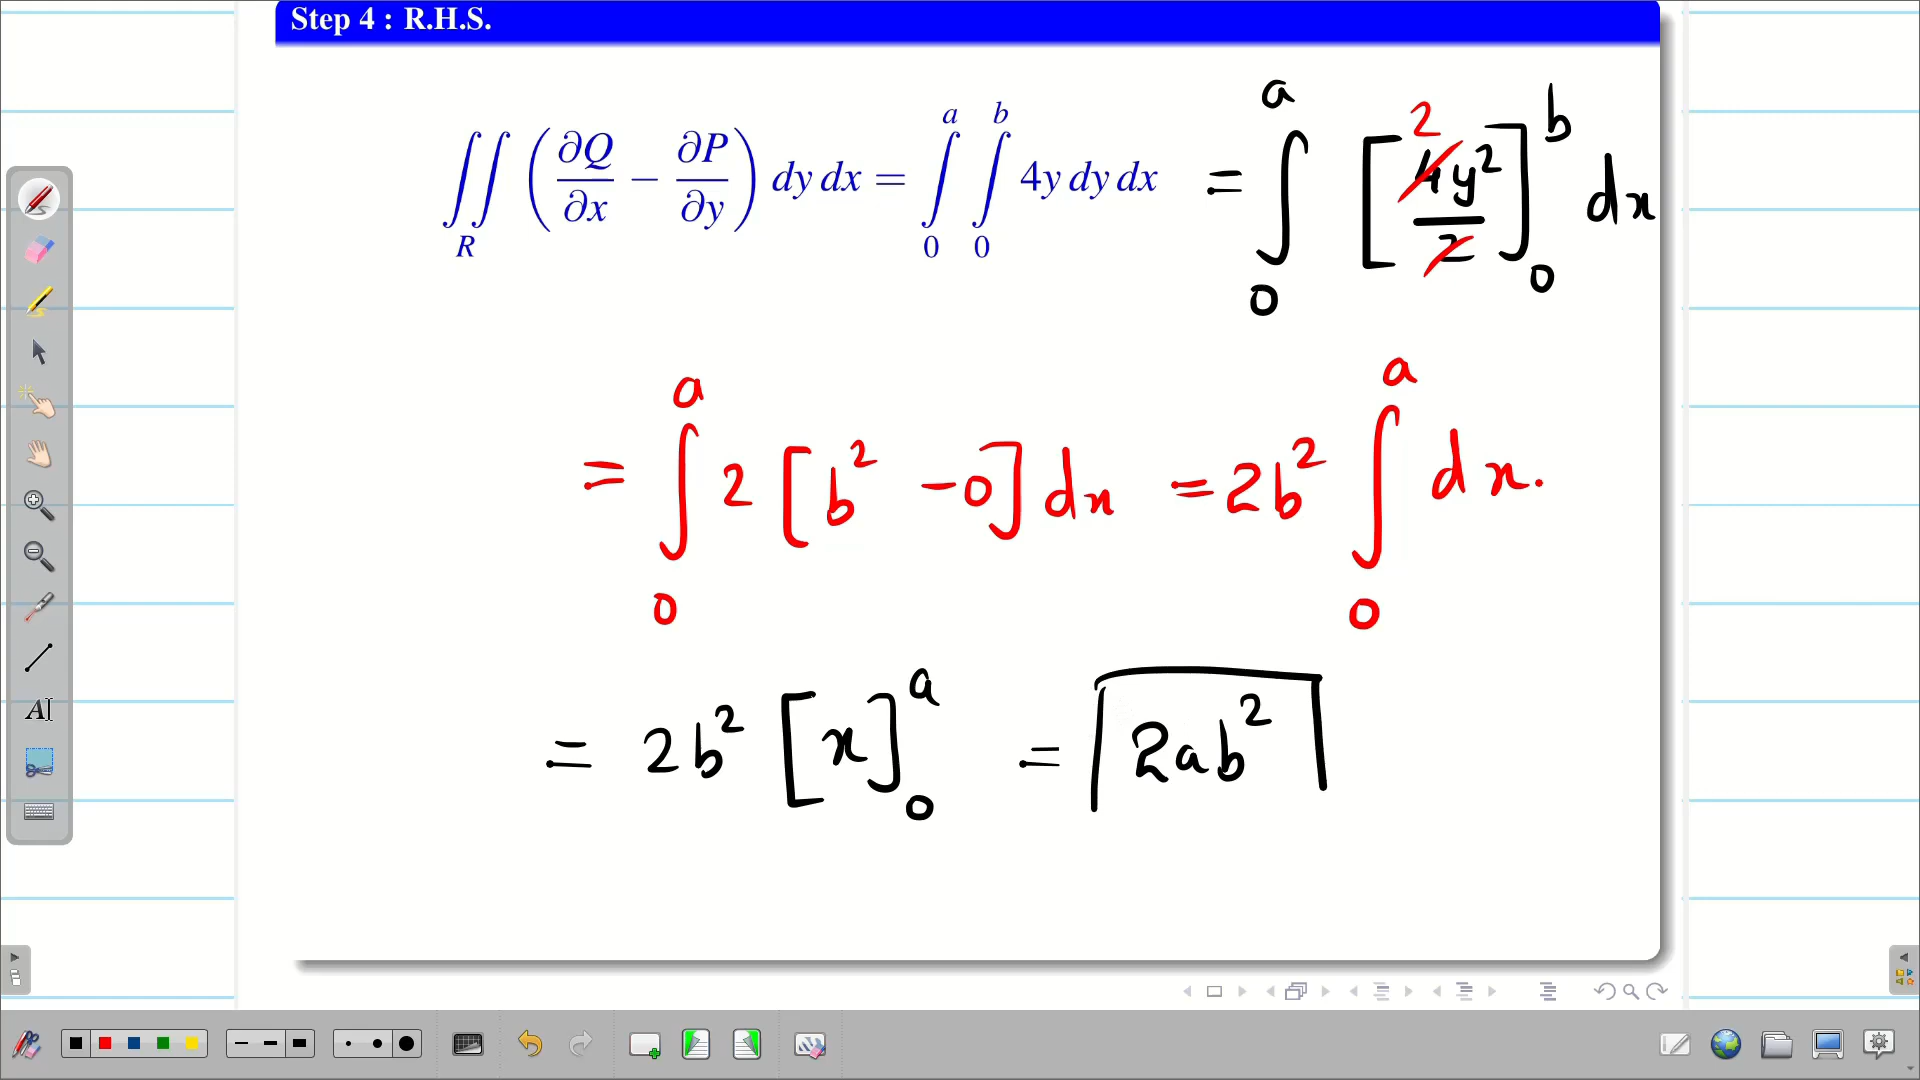 Step 4 : R.H.S.
∬_R (∂Q/∂x − ∂P/∂y) dy dx = ∫_0^a ∫_0^b 4y dy dx = ∫_0^a [4y²/2]_0^b dx
2
= ∫_0^a 2 [b² − 0] dx = 2b² ∫_0^a dx.
= 2b² [x]_0^a = 2ab²